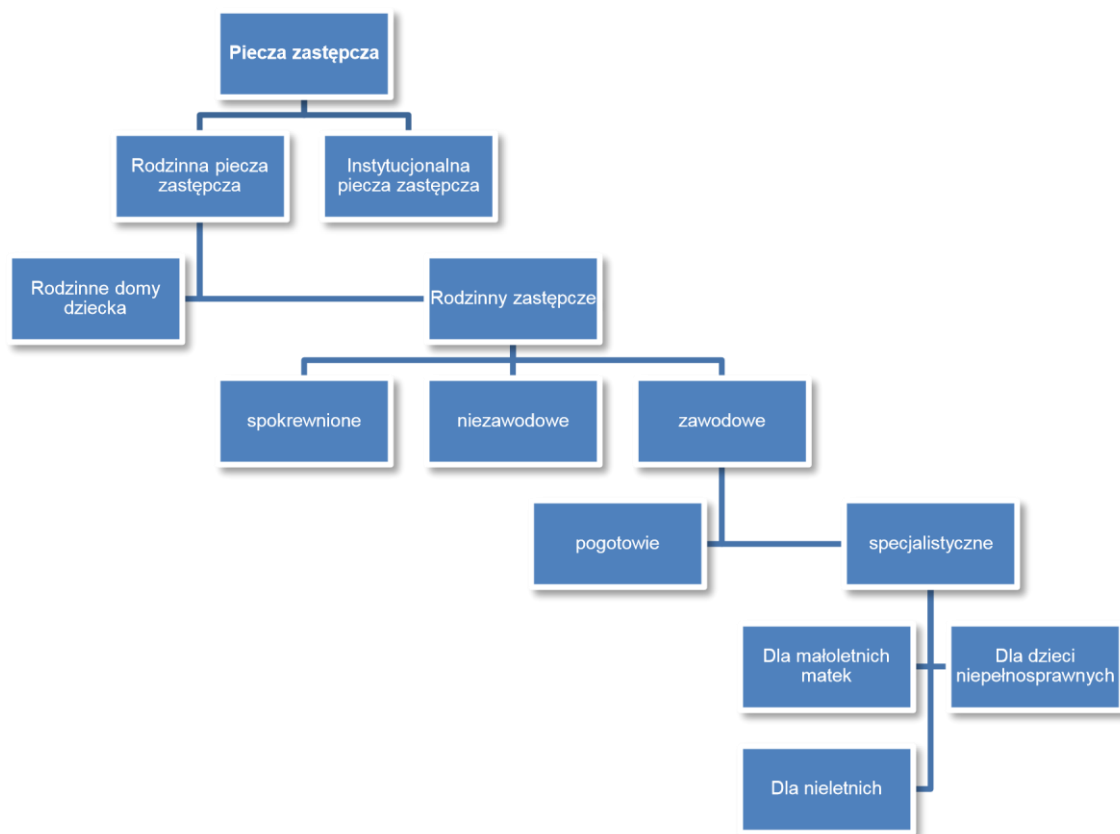 Piecza zastępcza
Rodzinna piecza
zastępcza
Instytucjonalna
piecza zastępcza
Rodzinne domy
dziecka
Rodzinny zastępcze
spokrewnione
niezawodowe
zawodowe
pogotowie
specjalistyczne
Dla małoletnich
matek
Dla dzieci
niepełnosprawnych
Dla nieletnich